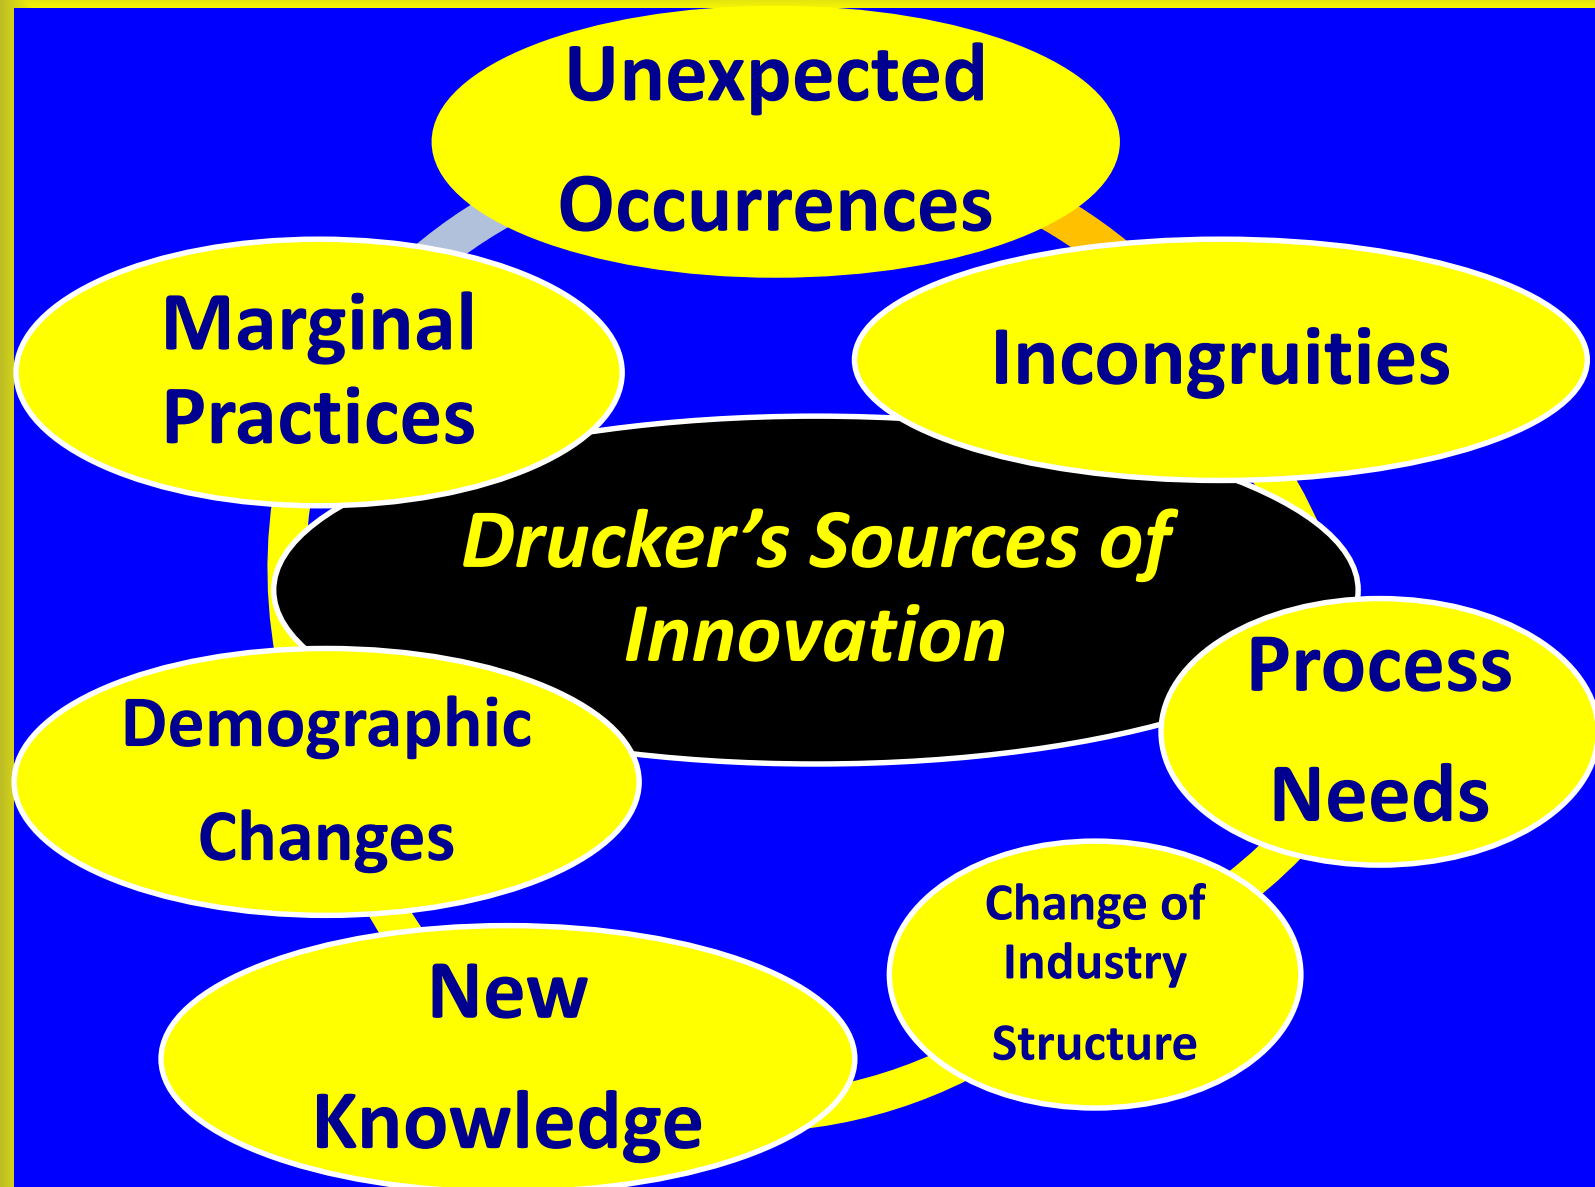 Unexpected
Occurrences
Marginal
Practices
Incongruities
Drucker’s Sources of
Innovation
Process
Needs
Demographic
Changes
Change of
Industry
Structure
New
Knowledge